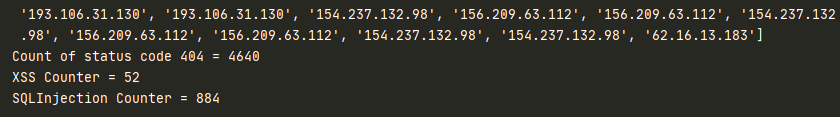 '193.106.31.130', '193.106.31.130', '154.237.132.98', '156.209.63.112', '156.209.63.112', '154.237.132
.98', '156.209.63.112', '156.209.63.112', '154.237.132.98', '154.237.132.98', '62.16.13.183']
Count of status code 404 = 4640
XSS Counter = 52
SQLInjection Counter = 884